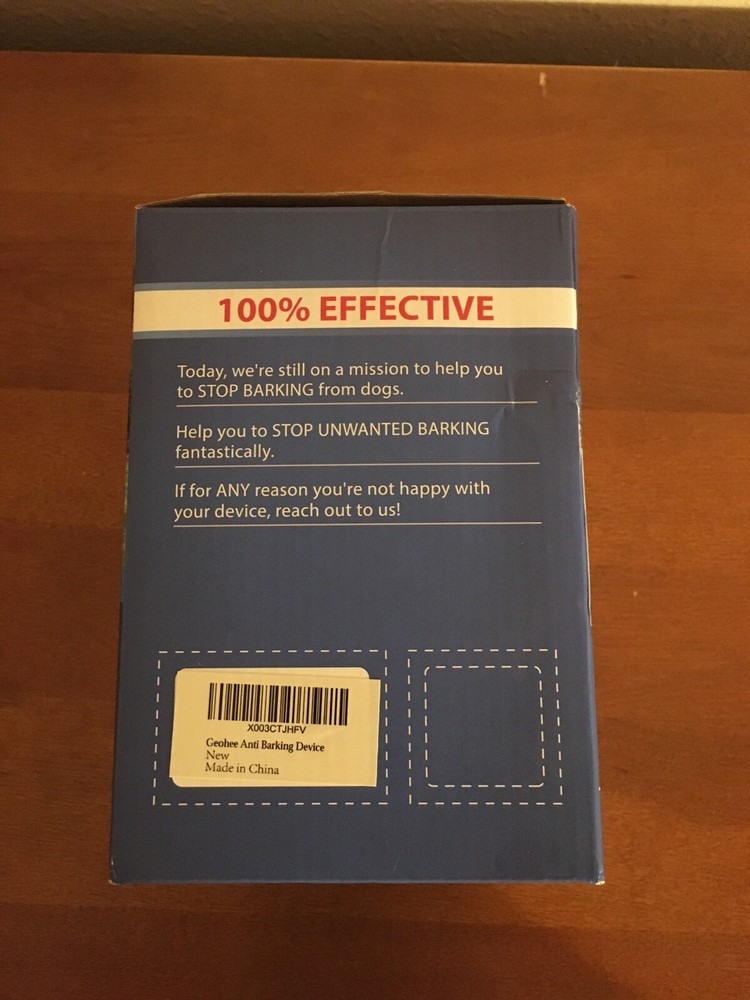 100% EFFECTIVE
Today, we're still on a mission to help you
to STOP BARKING from dogs.
Help you to STOP UNWANTED BARKING
fantastically.
If for ANY reason you're not happy with
your device, reach out to us!
X003CTJHFV
Geohee Anti Barking Device
New
Made in China